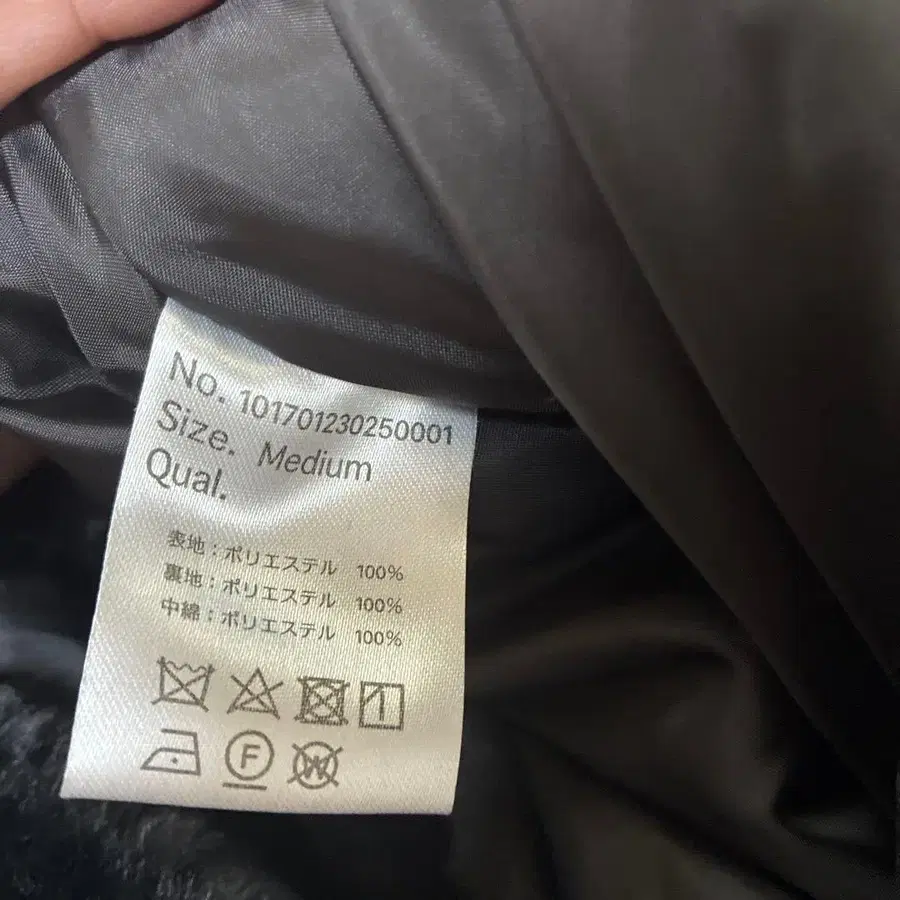 No. 101701230250001
Size. Medium
Qual.
表地：ポリエステル 100%
裏地：ポリエステル 100%
中綿：ポリエステル 100%
F W